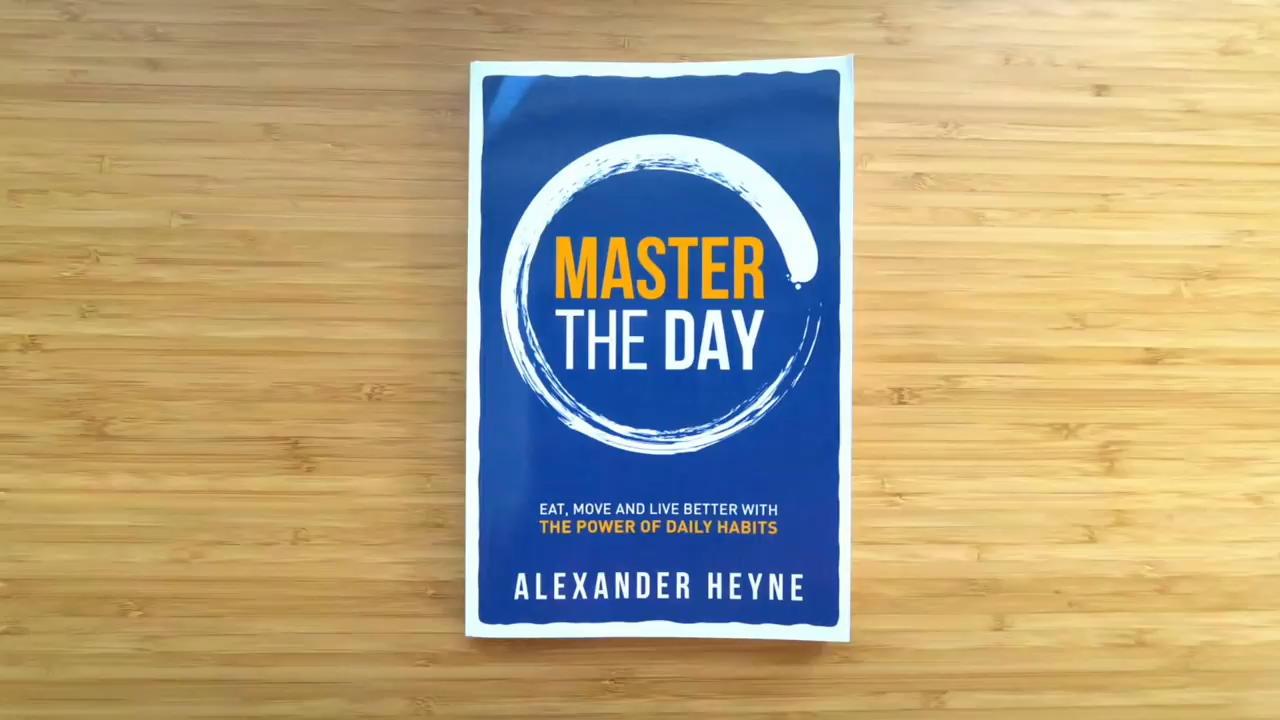 MASTER
THE DAY
EAT, MOVE AND LIVE BETTER WITH
THE POWER OF DAILY HABITS
ALEXANDER HEYNE